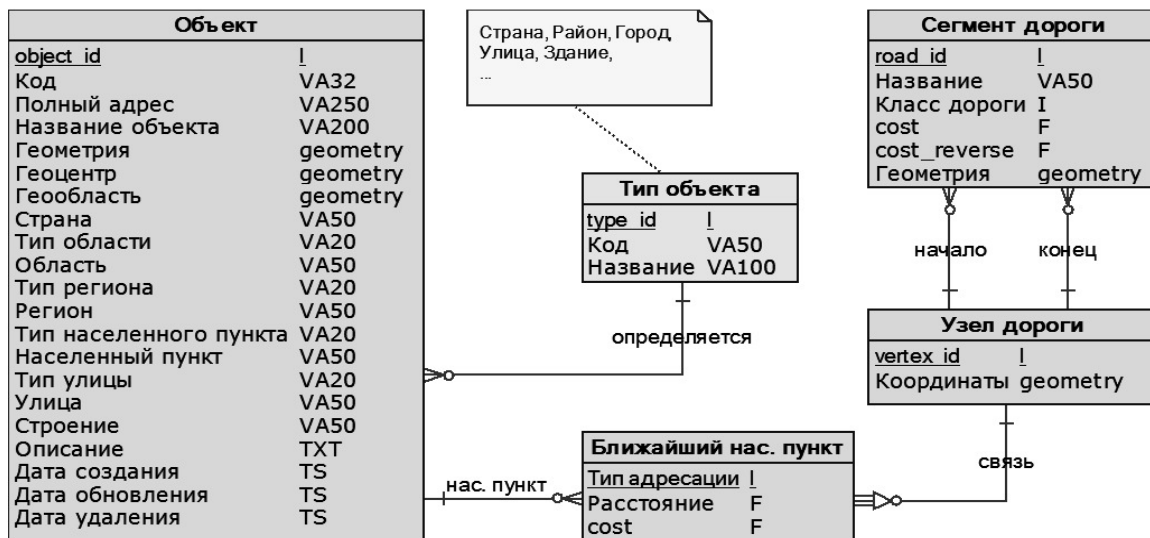 Объект
object_id I
Код VA32
Полный адрес VA250
Название объекта VA200
Геометрия geometry
Геоцентр geometry
Геообласть geometry
Страна VA50
Тип области VA20
Область VA50
Тип региона VA20
Регион VA50
Тип населенного пункта VA20
Населенный пункт VA50
Тип улицы VA20
Улица VA50
Строение VA50
Описание TXT
Дата создания TS
Дата обновления TS
Дата удаления TS
Страна, Район, Город,
Улица, Здание,
...
Тип объекта
type_id I
Код VA50
Название VA100
определяется
нас. пункт
Ближайший нас. пункт
Тип адресации I
Расстояние F
cost F
Сегмент дороги
road_id I
Название VA50
Класс дороги I
cost F
cost_reverse F
Геометрия geometry
начало
конец
Узел дороги
vertex_id I
Координаты geometry
связь